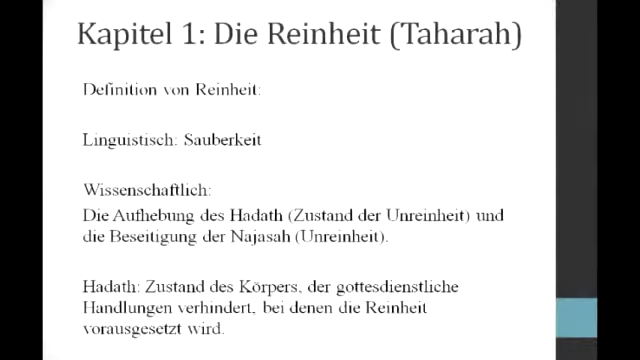 Kapitel 1: Die Reinheit (Taharah)
Definition von Reinheit:
Linguistisch: Sauberkeit
Wissenschaftlich:
Die Aufhebung des Hadath (Zustand der Unreinheit) und
die Beseitigung der Najasah (Unreinheit).
Hadath: Zustand des Körpers, der gottesdienstliche
Handlungen verhindert, bei denen die Reinheit
vorausgesetzt wird.